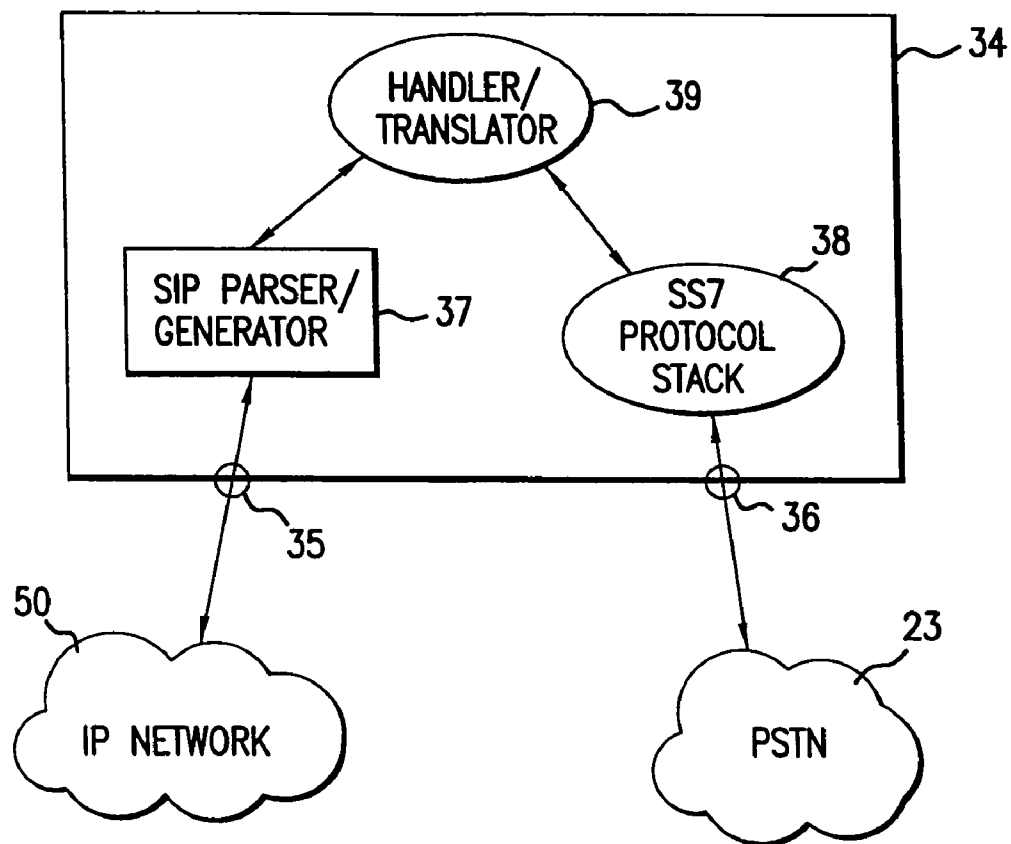 34
HANDLER/
TRANSLATOR
39
38
SIP PARSER/
GENERATOR
37
SS7
PROTOCOL
STACK
35
36
50
23
IP NETWORK
PSTN